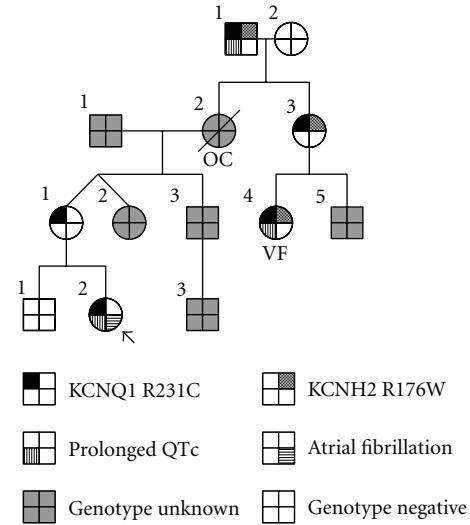 1 2
1 2 3
OC
1 2 3 4 5
VF
1 2 3
KCNQ1 R231C KCNH2 R176W
Prolonged QTc Atrial fibrillation
Genotype unknown Genotype negative